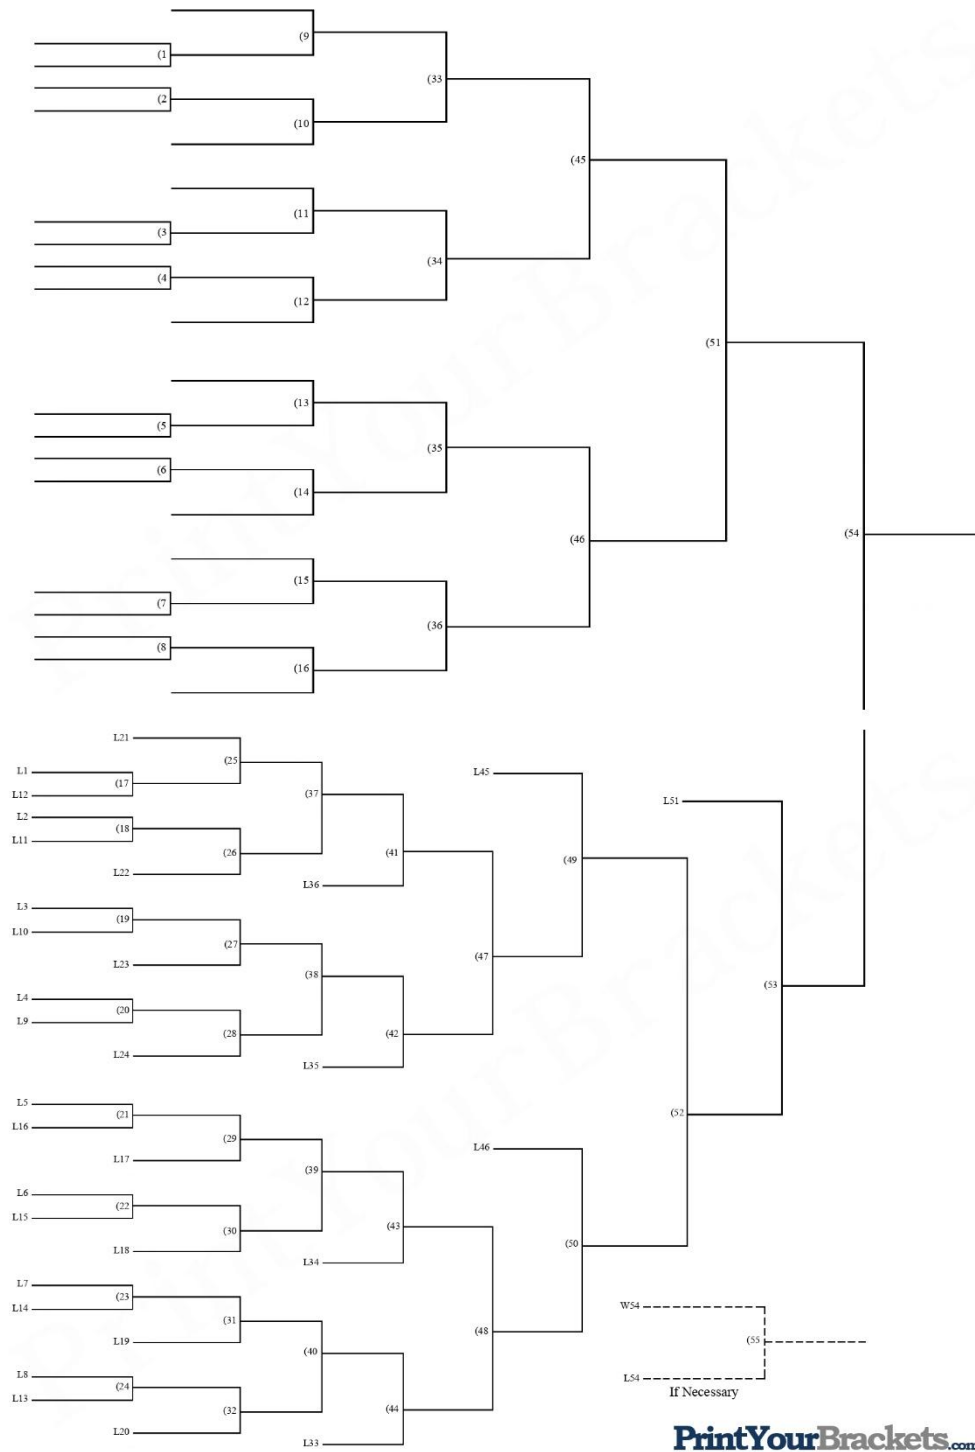 (9
(1
(33
(2
(10
(45
(11
(3
(34
(4
(12
(51
(13
(5
(35
(6
(14
(46
(54
(15
(7
(36
(8
(16
L21
(25
L1
(17
L12
(37
L45
L51
L2
(18
L11
(26
(41
(49
L22
L36
L3
(19
L10
(27
L23
(38
(47
(53
L4
(20
L9
(28
(42
L24
L35
L5
(21
L16
(29
(52
L17
(39
L46
L6
(22
L15
(30
(43
(50
L18
L34
L7
(23
L14
(31
W54
L19
(40
(48
(55
L8
(24
L13
(32
(44
L54
If Necessary
L20
L33
PrintYourBrackets.com
PrintYourBrackets
PrintYourBrackets